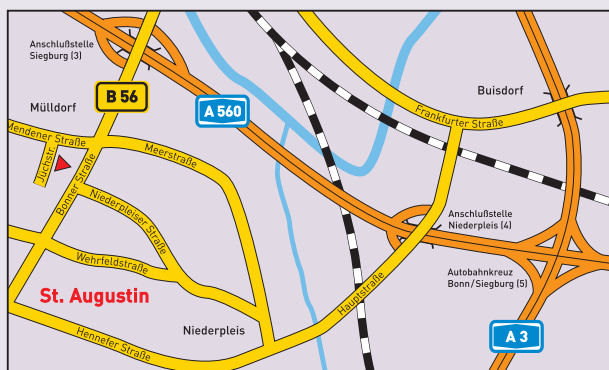 Anschlußstelle
Siegburg (3)
B 56
A 560
Buisdorf
Mülldorf
Frankfurter Straße
Mendener Straße
Meerstraße
Jüchstr.
Bonner Straße
Niederpleiser Straße
Anschlußstelle
Niederpleis (4)
Wehrfeldstraße
Autobahnkreuz
Bonn/Siegburg (5)
St. Augustin
Hauptstraße
Niederpleis
Hennefer Straße
A 3